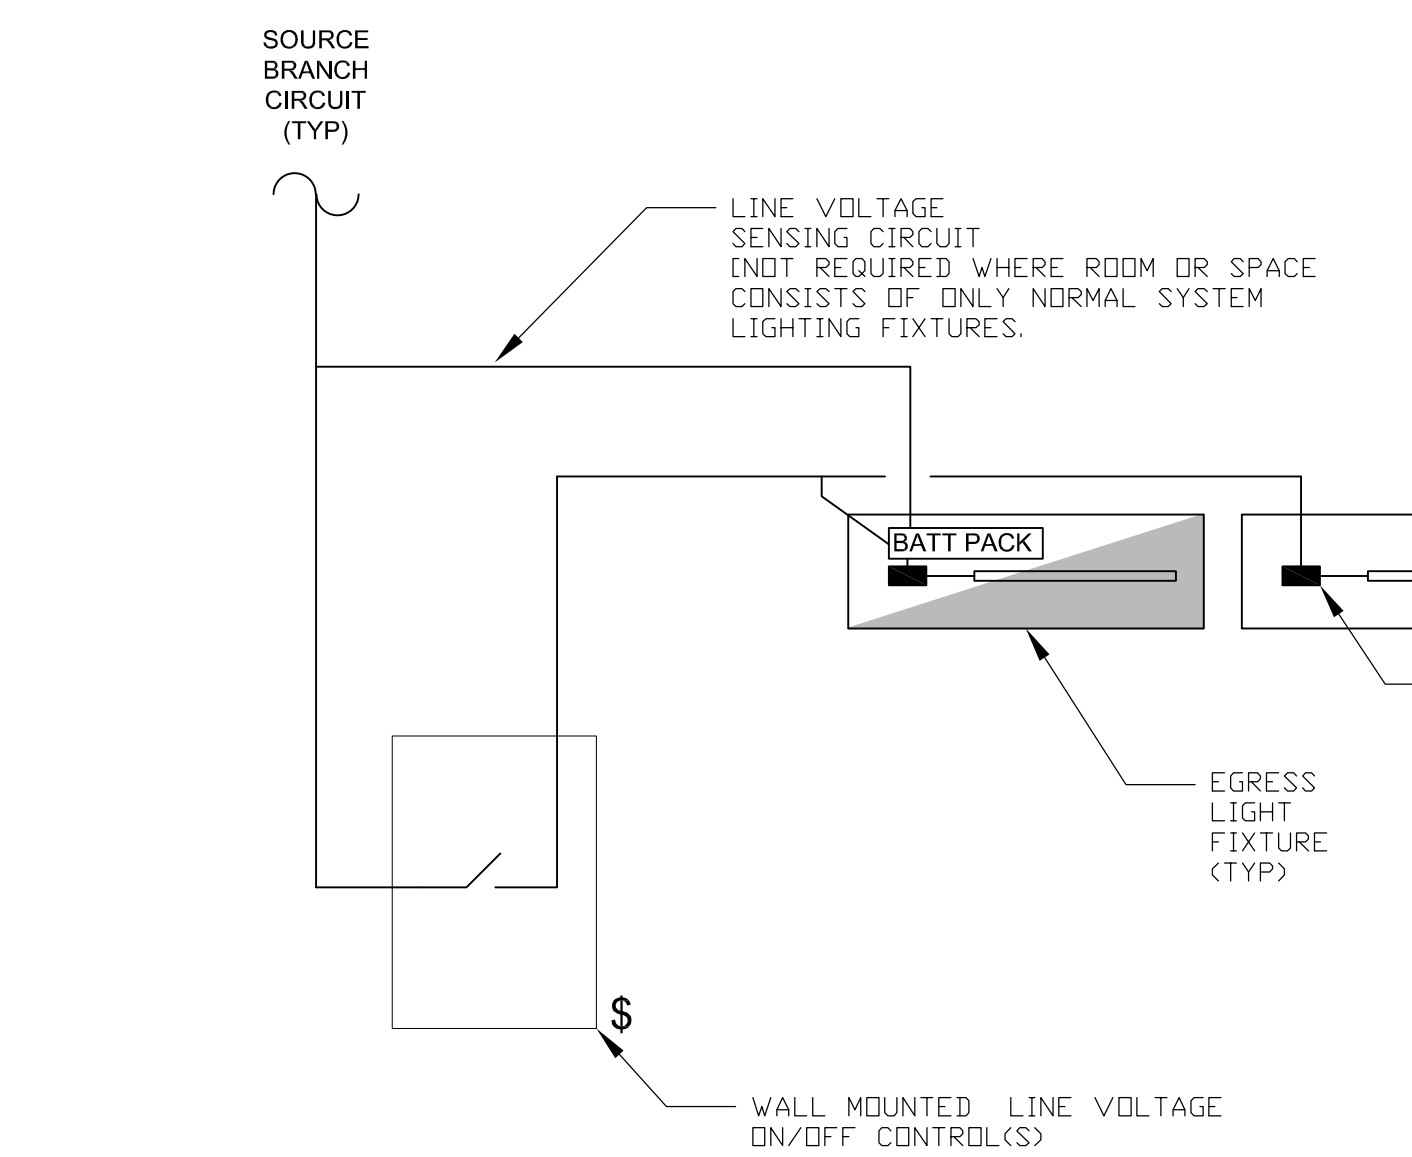 SOURCE
BRANCH
CIRCUIT
(TYP)
LINE VOLTAGE
SENSING CIRCUIT
[NOT REQUIRED WHERE ROOM OR SPACE
CONSISTS OF ONLY NORMAL SYSTEM
LIGHTING FIXTURES.
BATT PACK
EGRESS
LIGHT
FIXTURE
(TYP)
$
WALL MOUNTED LINE VOLTAGE
ON/OFF CONTROL(S)